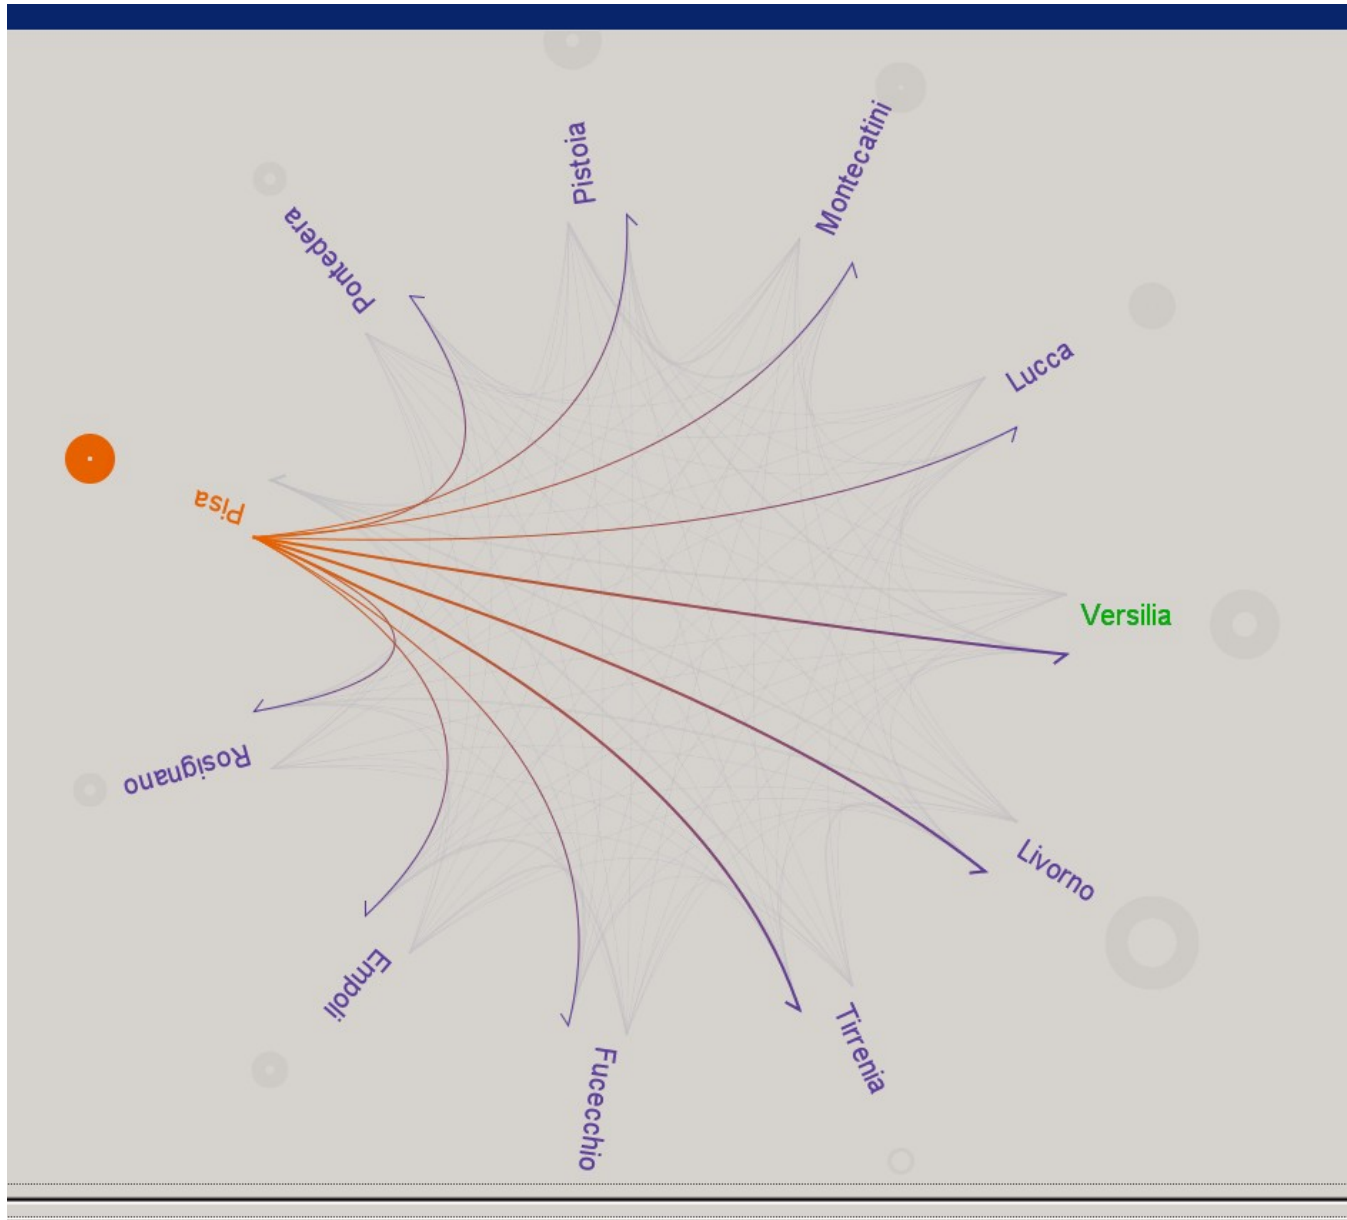 Pistoia
Montecatini
Pontedera
Lucca
Pisa
Versilia
Rosignano
Livorno
Empoli
Tirrenia
Fucecchio